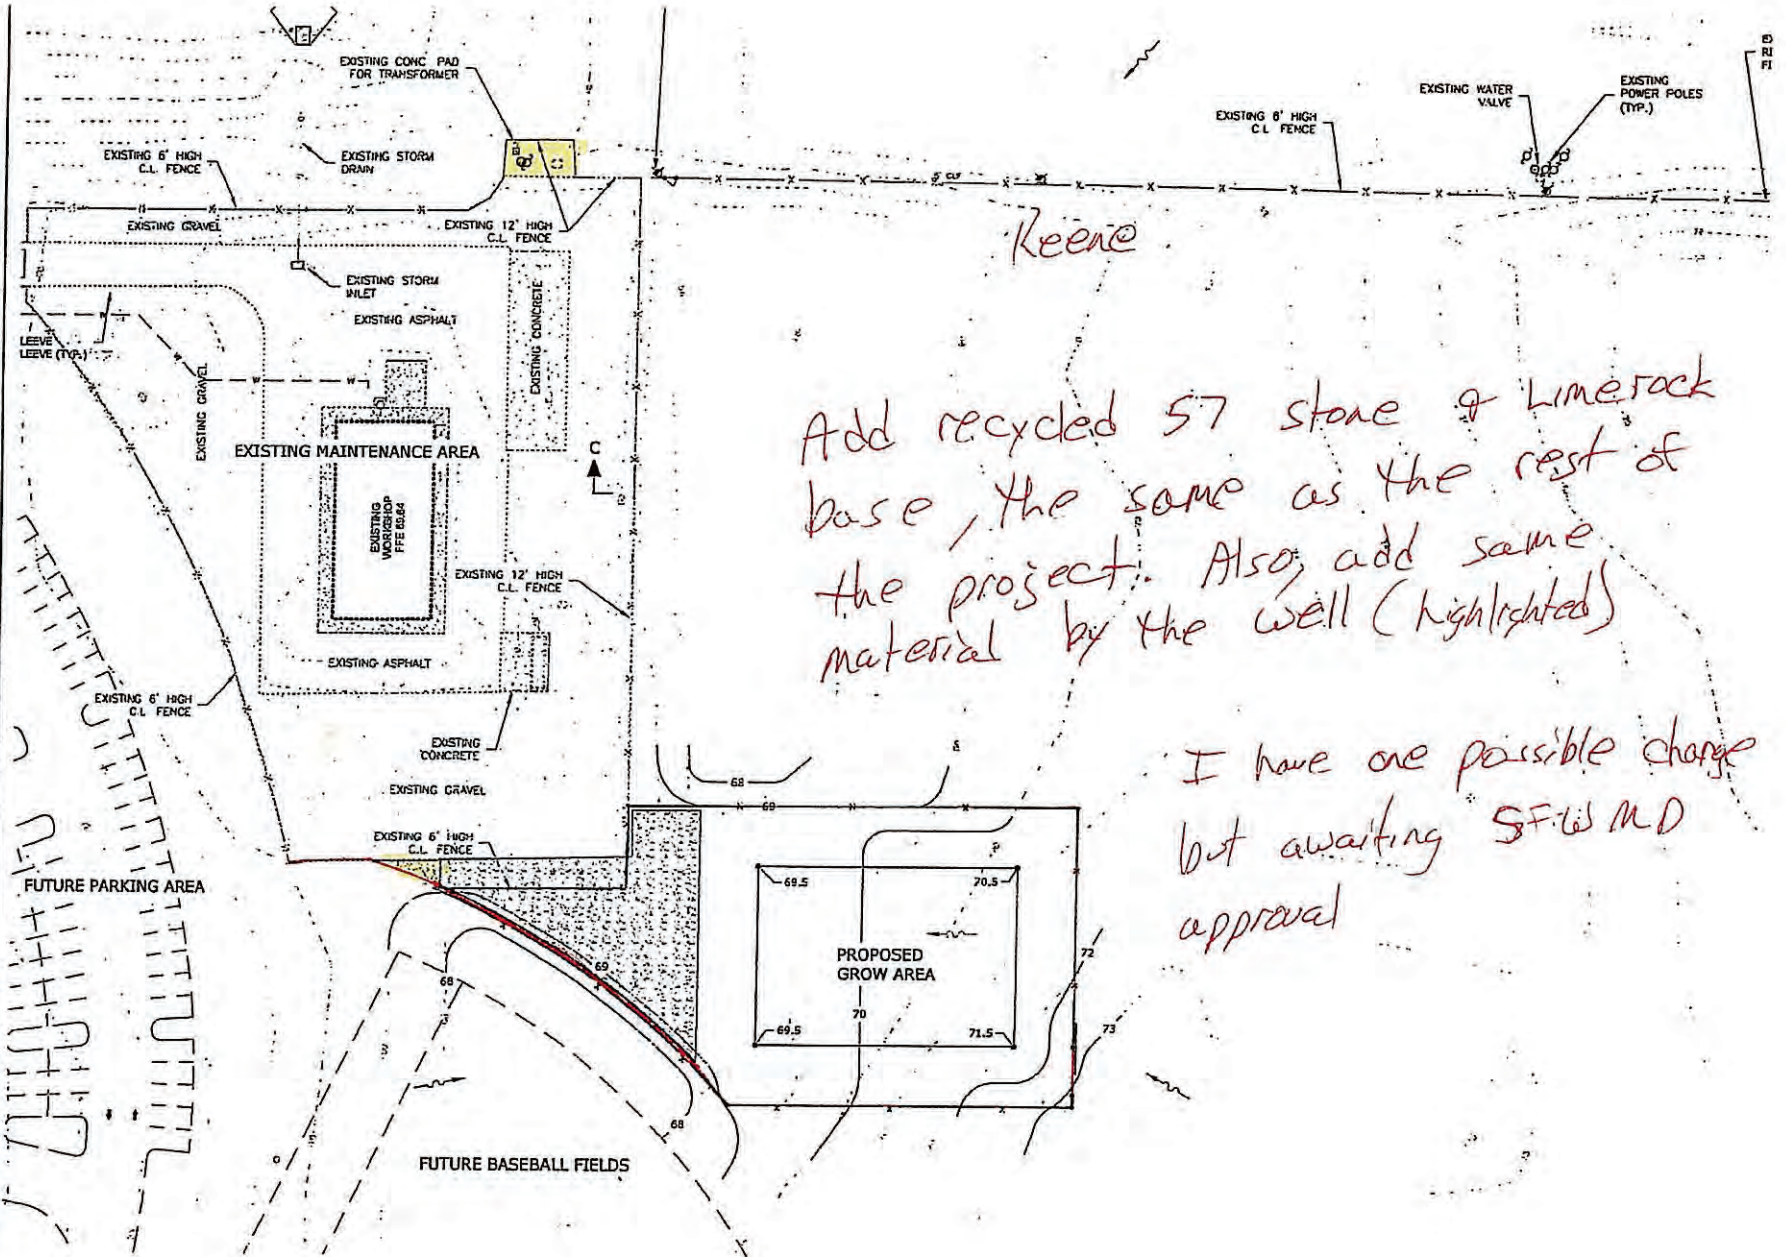 EXISTING CONC PAD
FOR TRANSFORMER
EXISTING 6' HIGH
C.L. FENCE
EXISTING STORM
DRAIN
EXISTING GRAVEL
EXISTING 12' HIGH
C.L. FENCE
EXISTING 6' HIGH
C.L FENCE
EXISTING WATER
VALVE
EXISTING
POWER POLES
(TYP.)
RI
FI
Keene
EXISTING STORM
INLET
EXISTING ASPHALT
EXISTING CONCRETE
LEEVE
LEEVE (TYP.)
W
W
W
W
EXISTING GRAVEL
EXISTING MAINTENANCE AREA
EXISTING
WORKSHOP
FFE 69.64
C
EXISTING 12' HIGH
C.L. FENCE
EXISTING ASPHALT
EXISTING 6' HIGH
C.L FENCE
EXISTING
CONCRETE
EXISTING GRAVEL
EXISTING 6' HIGH
C.L. FENCE
Add recycled 57 stone & Limerock
base, the same as the rest of
the project. Also, add same
material by the well (highlighted)
I have one possible change
but awaiting SFWMD
approval
FUTURE PARKING AREA
68
69
69.5
70.5
PROPOSED
GROW AREA
70
69.5
71.5
72
73
69
68
68
FUTURE BASEBALL FIELDS